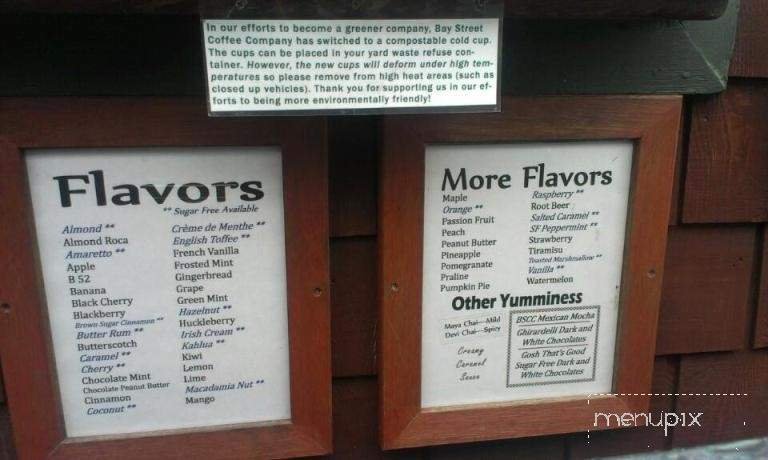 In our efforts to become a greener company, Bay Street
Coffee Company has switched to a compostable cold cup.
The cups can be placed in your yard waste refuse con-
tainer. However, the new cups will deform under high tem-
peratures so please remove from high heat areas (such as
closed up vehicles). Thank you for supporting us in our ef-
forts to being more environmentally friendly!
Flavors
** Sugar Free Available
Almond **
Almond Roca
Amaretto **
Apple
B 52
Banana
Black Cherry
Blackberry
Brown Sugar Cinnamon **
Butter Rum **
Butterscotch
Caramel **
Cherry **
Chocolate Mint
Chocolate Peanut Butter
Cinnamon
Coconut **
Crème de Menthe **
English Toffee **
French Vanilla
Frosted Mint
Gingerbread
Grape
Green Mint
Hazelnut **
Huckleberry
Irish Cream **
Kahlua **
Kiwi
Lemon
Lime
Macadamia Nut **
Mango
More Flavors
Maple
Orange **
Passion Fruit
Peach
Peanut Butter
Pineapple
Pomegranate
Praline
Pumpkin Pie
Raspberry **
Root Beer
Salted Caramel **
SF Peppermint **
Strawberry
Tiramisu
Toasted Marshmallow **
Vanilla **
Watermelon
Other Yumminess
Maya Chai- Mild
Devi Chai- Spicy
Creamy
Caramel
Sauce
BSCC Mexican Mocha
Ghirardelli Dark and
White Chocolates
Gosh That's Good
Sugar Free Dark and
White Chocolates
menupix